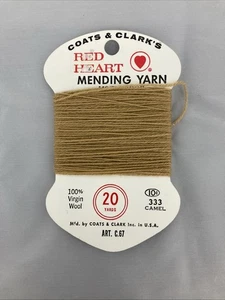 COATS & CLARK'S
RED
HEART
MENDING YARN
100% Virgin Wool
20
YARDS
10¢
333
CAMEL
M'f'd. by COATS & CLARK Inc. in U.S.A.
ART. C.67